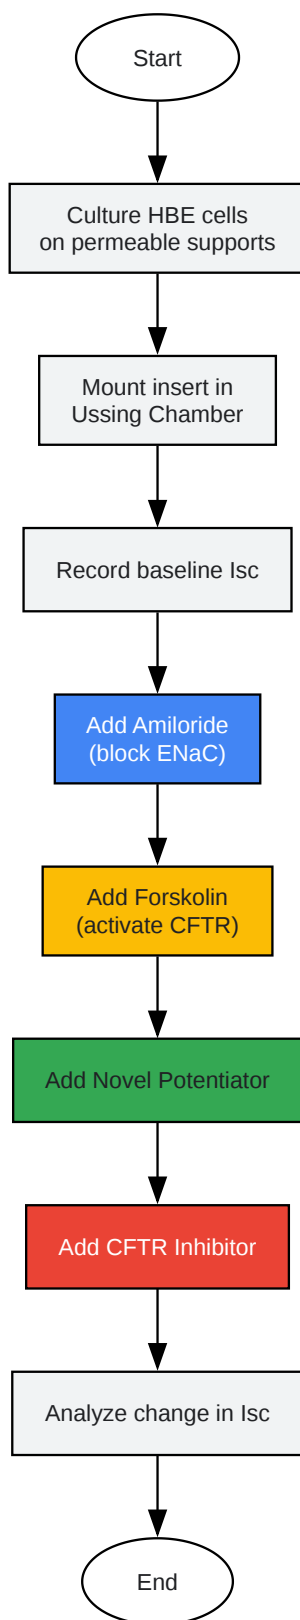 Start
Culture HBE cells
on permeable supports
Mount insert in
Ussing Chamber
Record baseline Isc
Add Amiloride
(block ENaC)
Add Forskolin
(activate CFTR)
Add Novel Potentiator
Add CFTR Inhibitor
Analyze change in Isc
End